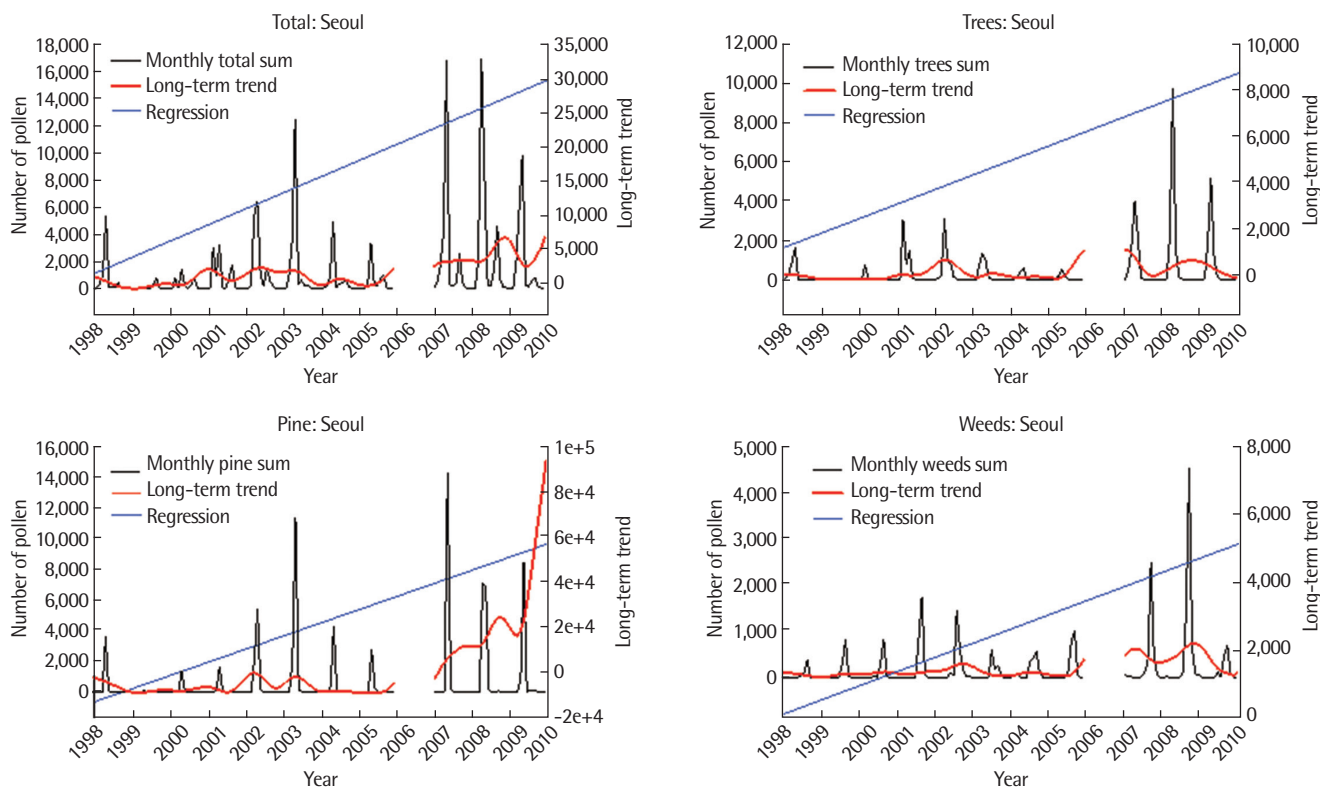 Total: Seoul
Number of pollen
18,000
16,000
14,000
12,000
10,000
8,000
6,000
4,000
2,000
0
Monthly total sum
Long-term trend
Regression
35,000
30,000
25,000
20,000
15,000
10,000
5,000
0
Long-term trend
1998 1999 2000 2001 2002 2003 2004 2005 2006 2007 2008 2009 2010
Year
Trees: Seoul
Number of pollen
12,000
10,000
8,000
6,000
4,000
2,000
0
Monthly trees sum
Long-term trend
Regression
10,000
8,000
6,000
4,000
2,000
0
Long-term trend
1998 1999 2000 2001 2002 2003 2004 2005 2006 2007 2008 2009 2010
Year
Pine: Seoul
Number of pollen
16,000
14,000
12,000
10,000
8,000
6,000
4,000
2,000
0
Monthly pine sum
Long-term trend
Regression
1e+5
8e+4
6e+4
4e+4
2e+4
0
−2e+4
Long-term trend
1998 1999 2000 2001 2002 2003 2004 2005 2006 2007 2008 2009 2010
Year
Weeds: Seoul
Number of pollen
5,000
4,000
3,000
2,000
1,000
0
Monthly weeds sum
Long-term trend
Regression
8,000
6,000
4,000
2,000
0
Long-term trend
1998 1999 2000 2001 2002 2003 2004 2005 2006 2007 2008 2009 2010
Year